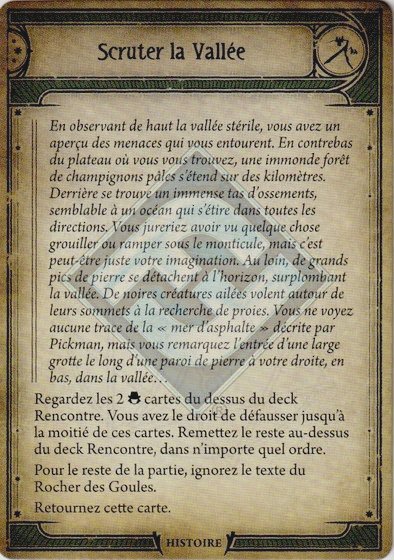 Scruter la Vallée
En observant de haut la vallée stérile, vous avez un
aperçu des menaces qui vous entourent. En contrebas
du plateau où vous vous trouvez, une immonde forêt
de champignons pâles s'étend sur des kilomètres.
Derrière se trouve un immense tas d'ossements,
semblable à un océan qui s'étire dans toutes les
directions. Vous jureriez avoir vu quelque chose
grouiller ou ramper sous le monticule, mais c'est
peut-être juste votre imagination. Au loin, de grands
pics de pierre se détachent à l'horizon, surplombant
la vallée. De noires créatures ailées volent autour de
leurs sommets à la recherche de proies. Vous ne voyez
aucune trace de la « mer d'asphalte » décrite par
Pickman, mais vous remarquez l'entrée d'une large
grotte le long d'une paroi de pierre à votre droite, en
bas, dans la vallée…
Regardez les 2 cartes du dessus du deck
Rencontre. Vous avez le droit de défausser jusqu'à
la moitié de ces cartes. Remettez le reste au-dessus
du deck Rencontre, dans n'importe quel ordre.
Pour le reste de la partie, ignorez le texte du
Rocher des Goules.
Retournez cette carte.
HISTOIRE